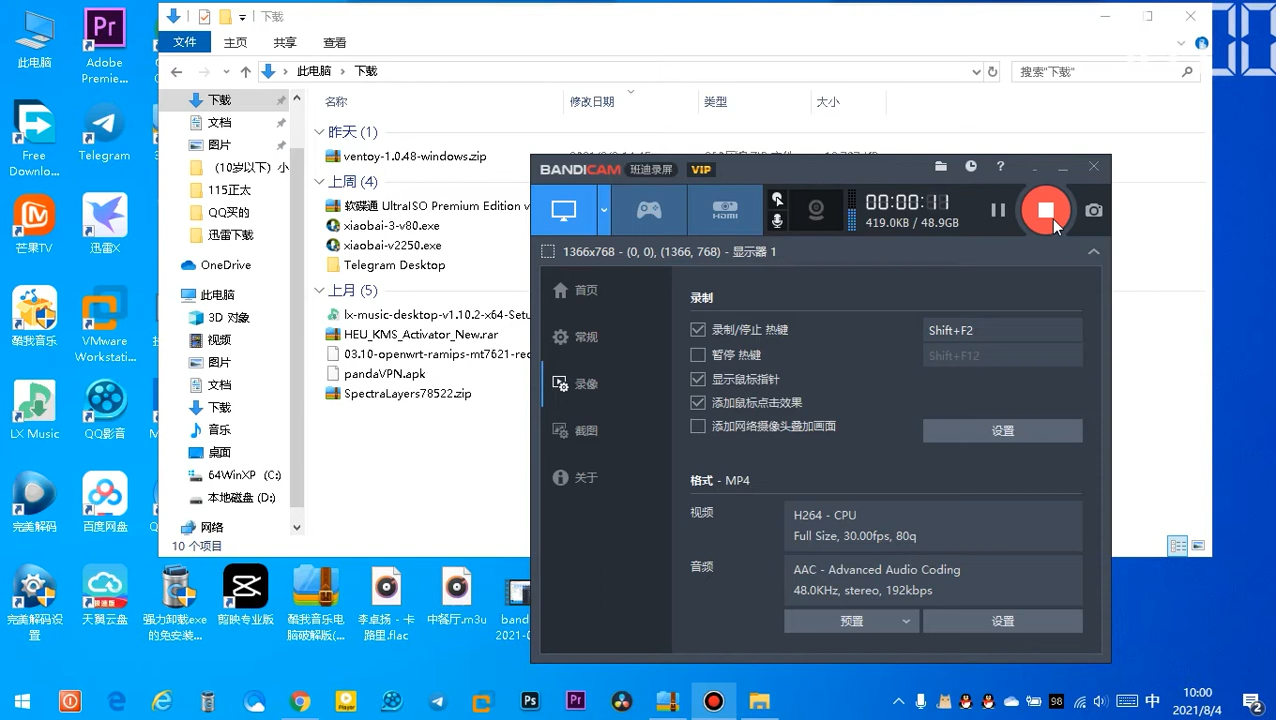 此电脑
Adobe
Premie...
Free
Downlo...
Telegram
芒果TV
迅雷X
酷我音乐
VMware
Workstati...
LX Music
QQ影音
完美解码
百度网盘
完美解码设
置
天翼云盘
强力卸载exe
的免安装...
剪映专业版
酷我音乐电
脑破解版(...
李卓扬 - 卡
路里.flac
中餐厅.m3u
band
2021-0
下载
文件
主页
共享
查看
此电脑
下载
搜索"下载"
下载
文档
图片
（10岁以下）小
115正太
QQ买的
迅雷下载
OneDrive
此电脑
3D 对象
视频
图片
文档
下载
音乐
桌面
64WinXP (C:)
本地磁盘 (D:)
网络
10 个项目
名称
修改日期
类型
大小
昨天 (1)
ventoy-1.0.48-windows.zip
上周 (4)
软碟通 UltraISO Premium Edition v
xiaobai-3-v80.exe
xiaobai-v2250.exe
Telegram Desktop
上月 (5)
lx-music-desktop-v1.10.2-x64-Setu
HEU_KMS_Activator_New.rar
03.10-openwrt-ramips-mt7621-rec
pandaVPN.apk
SpectraLayers78522.zip
BANDICAM 班迪录屏 VIP
HDMI
00:00:11
419.0KB / 48.9GB
1366x768 - (0, 0), (1366, 768) - 显示器 1
首页
常规
录像
截图
关于
录制
录制/停止 热键
Shift+F2
暂停 热键
Shift+F12
显示鼠标指针
添加鼠标点击效果
添加网络摄像头叠加画面
设置
格式 - MP4
视频
H264 - CPU
Full Size, 30.00fps, 80q
音频
AAC - Advanced Audio Coding
48.0KHz, stereo, 192kbps
预置
设置
Player
Ps
Pr
98
中
10:00
2021/8/4
2